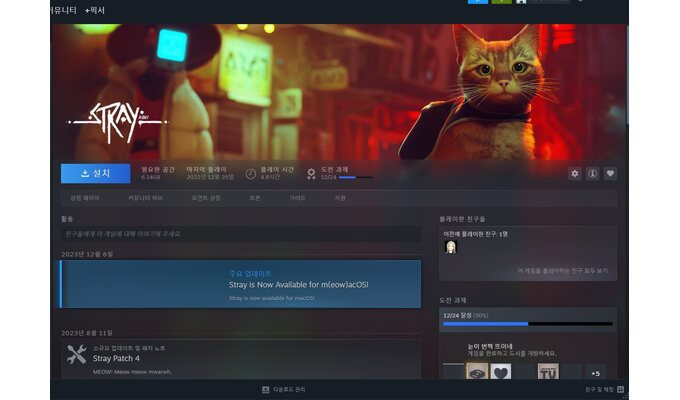 커뮤니티 +픽서
STRAY
설치
필요한 공간
6.14GB
마지막 플레이
2022년 12월 25일
플레이 시간
4.8시간
도전 과제
12/24
상점 페이지 커뮤니티 허브 포인트 상점 토론 가이드 지원
활동
친구들에게 이 게임에 대해 이야기해 주세요.
2023년 12월 6일
주요 업데이트
Stray is Now Available for m(eow)acOS!
Stray is now available for macOS!
2023년 8월 11일
소규모 업데이트 및 패치 노트
Stray Patch 4
MEOW! Meow meow mwarwh.
플레이한 친구들
이전에 플레이한 친구: 1명
이 게임을 플레이하는 친구 모두 보기
도전 과제
12/24 달성 (50%)
눈이 번쩍 뜨이네
게임을 완료하고 도시를 개방하세요.
TV
+5
다운로드 관리
친구 및 채팅